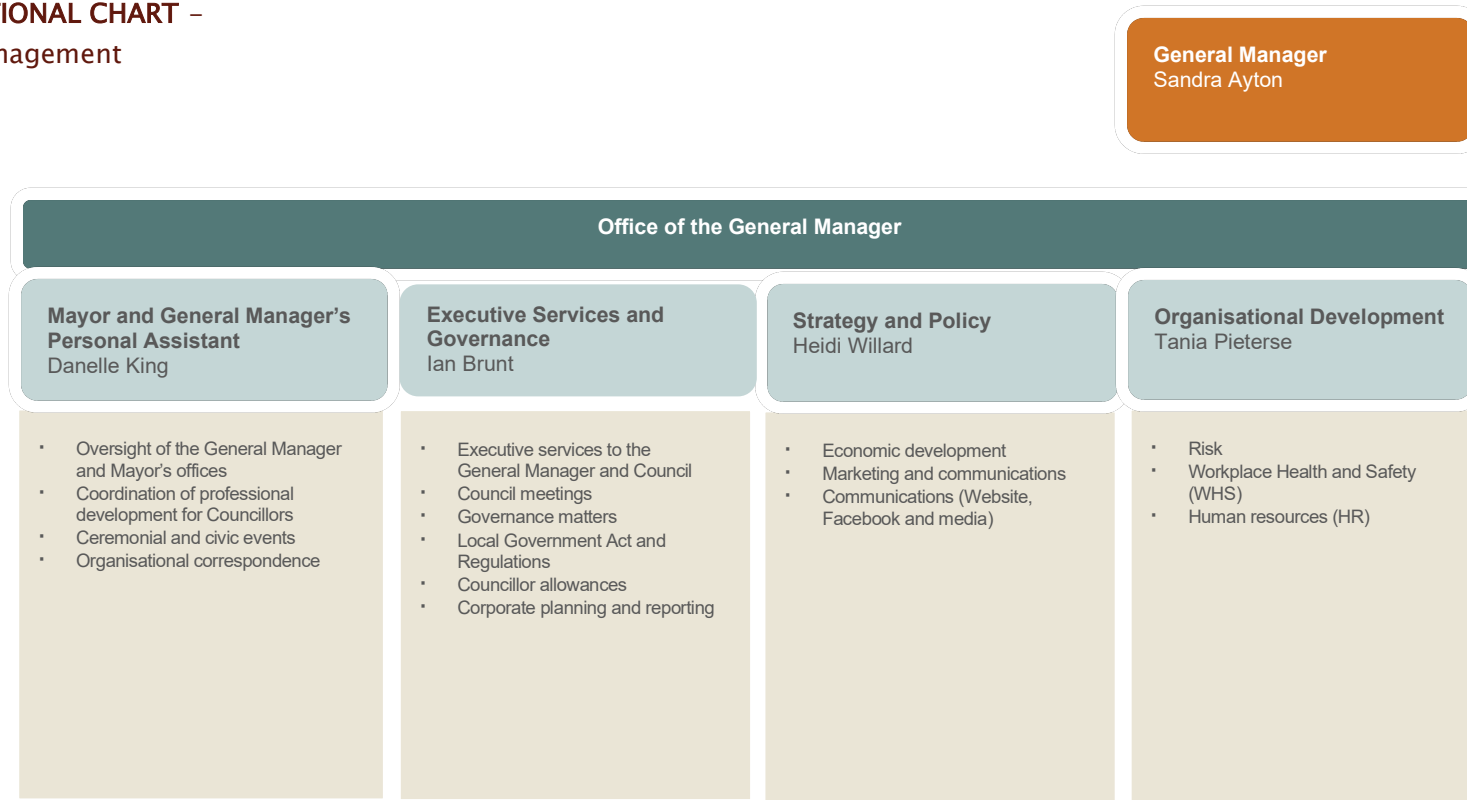 TIONAL CHART –
nagement
General Manager
Sandra Ayton
Office of the General Manager
Mayor and General Manager’s
Personal Assistant
Danelle King
Executive Services and
Governance
Ian Brunt
Strategy and Policy
Heidi Willard
Organisational Development
Tania Pieterse
· Oversight of the General Manager
and Mayor’s offices
· Coordination of professional
development for Councillors
· Ceremonial and civic events
· Organisational correspondence
· Executive services to the
General Manager and Council
· Council meetings
· Governance matters
· Local Government Act and
Regulations
· Councillor allowances
· Corporate planning and reporting
· Economic development
· Marketing and communications
· Communications (Website,
Facebook and media)
· Risk
· Workplace Health and Safety
(WHS)
· Human resources (HR)